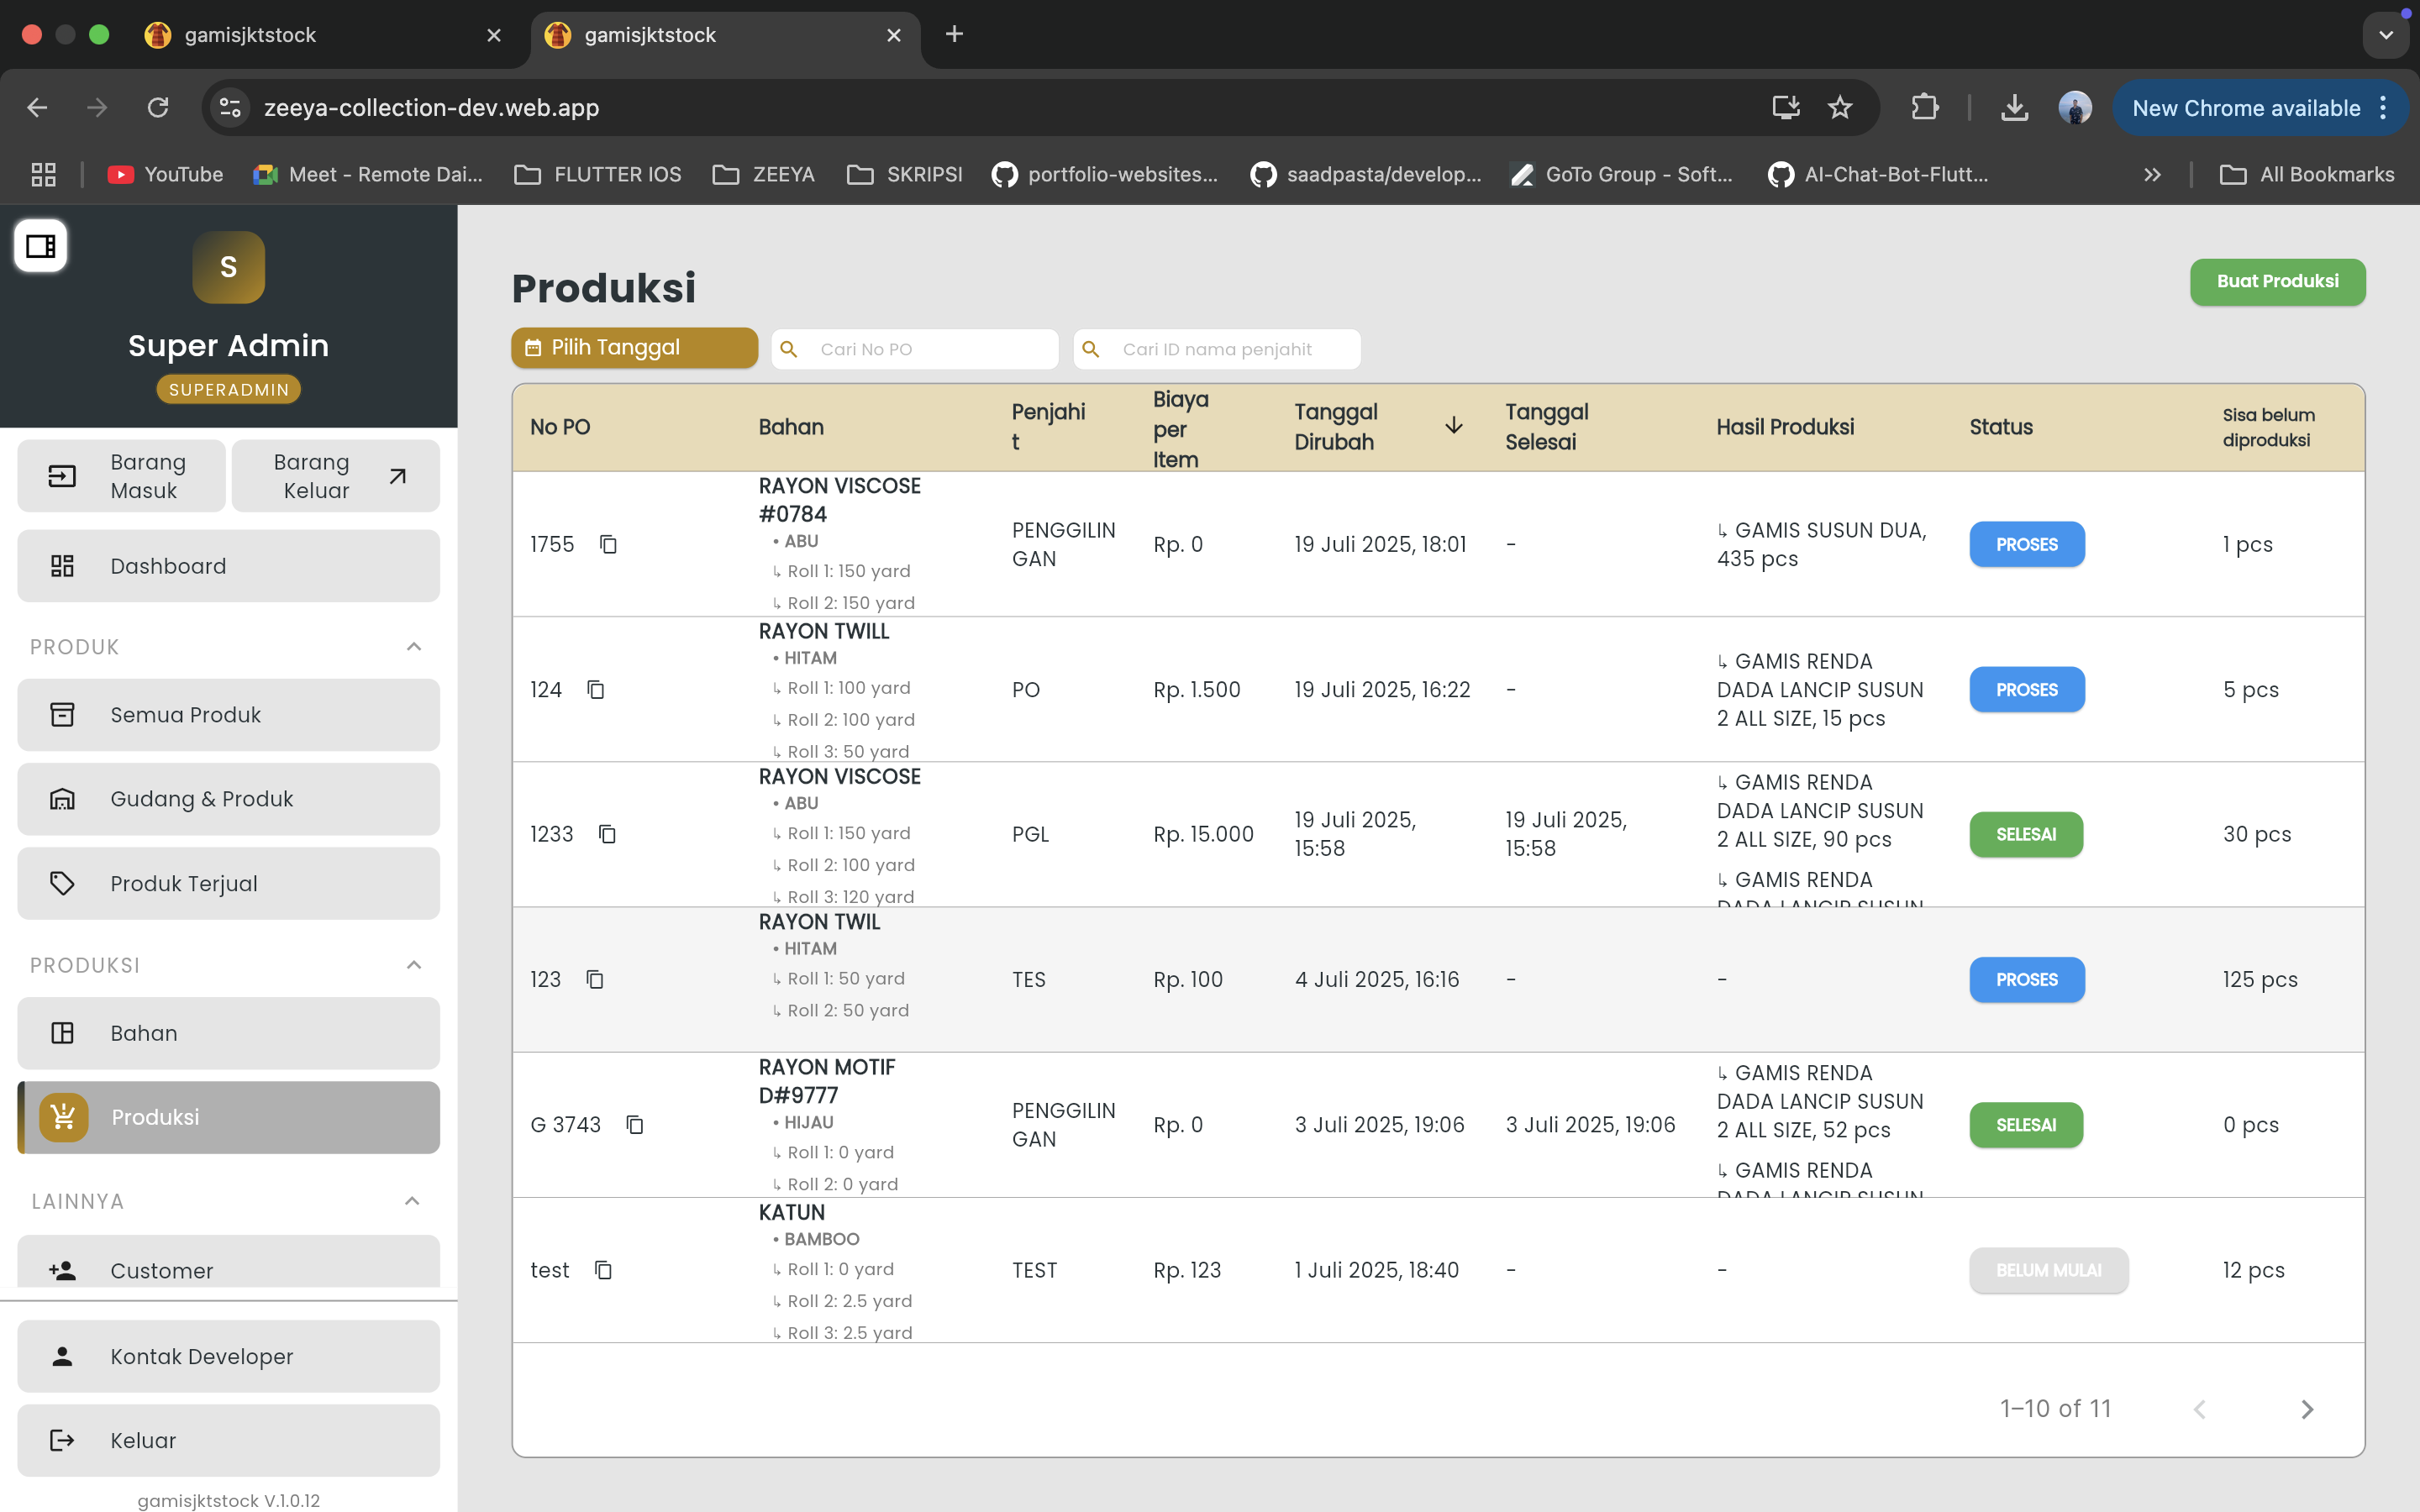 gamisjktstock
gamisjktstock
zeeya-collection-dev.web.app
New Chrome available
YouTube
Meet - Remote Dai...
FLUTTER IOS
ZEEYA
SKRIPSI
portfolio-websites...
saadpasta/develop...
GoTo Group - Soft...
AI-Chat-Bot-Flutt...
All Bookmarks
S
Super Admin
SUPERADMIN
Barang
Masuk
Barang
Keluar
Dashboard
PRODUK
Semua Produk
Gudang & Produk
Produk Terjual
PRODUKSI
Bahan
Produksi
LAINNYA
Customer
Kontak Developer
Keluar
gamisjktstock V.1.0.12
Produksi
Buat Produksi
Pilih Tanggal
Cari No PO
Cari ID nama penjahit
No PO
Bahan
Penjahi
t
Biaya
per
Item
Tanggal
Dirubah
Tanggal
Selesai
Hasil Produksi
Status
Sisa belum
diproduksi
1755
RAYON VISCOSE
#0784
• ABU
↳ Roll 1: 150 yard
↳ Roll 2: 150 yard
PENGGILIN
GAN
Rp. 0
19 Juli 2025, 18:01
-
↳ GAMIS SUSUN DUA,
435 pcs
PROSES
1 pcs
124
RAYON TWILL
• HITAM
↳ Roll 1: 100 yard
↳ Roll 2: 100 yard
↳ Roll 3: 50 yard
PO
Rp. 1.500
19 Juli 2025, 16:22
-
↳ GAMIS RENDA
DADA LANCIP SUSUN
2 ALL SIZE, 15 pcs
PROSES
5 pcs
1233
RAYON VISCOSE
• ABU
↳ Roll 1: 150 yard
↳ Roll 2: 100 yard
↳ Roll 3: 120 yard
PGL
Rp. 15.000
19 Juli 2025,
15:58
19 Juli 2025,
15:58
↳ GAMIS RENDA
DADA LANCIP SUSUN
2 ALL SIZE, 90 pcs
↳ GAMIS RENDA
DADA LANCIP SUSUN
SELESAI
30 pcs
123
RAYON TWIL
• HITAM
↳ Roll 1: 50 yard
↳ Roll 2: 50 yard
TES
Rp. 100
4 Juli 2025, 16:16
-
-
PROSES
125 pcs
G 3743
RAYON MOTIF
D#9777
• HIJAU
↳ Roll 1: 0 yard
↳ Roll 2: 0 yard
PENGGILIN
GAN
Rp. 0
3 Juli 2025, 19:06
3 Juli 2025, 19:06
↳ GAMIS RENDA
DADA LANCIP SUSUN
2 ALL SIZE, 52 pcs
↳ GAMIS RENDA
DADA LANCIP SUSUN
SELESAI
0 pcs
test
KATUN
• BAMBOO
↳ Roll 1: 0 yard
↳ Roll 2: 2.5 yard
↳ Roll 3: 2.5 yard
TEST
Rp. 123
1 Juli 2025, 18:40
-
-
BELUM MULAI
12 pcs
1–10 of 11